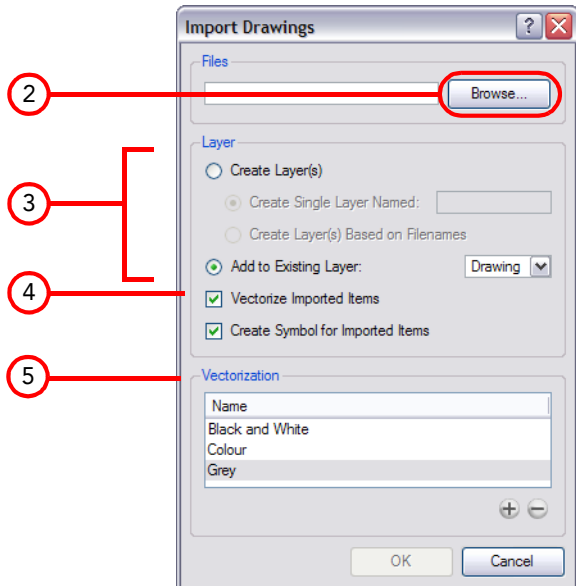 Import Drawings
Files
2
Browse...
Layer
Create Layer(s)
3
Create Single Layer Named:
Create Layer(s) Based on Filenames
Add to Existing Layer: Drawing
4
Vectorize Imported Items
Create Symbol for Imported Items
5
Vectorization
Name
Black and White
Colour
Grey
OK Cancel